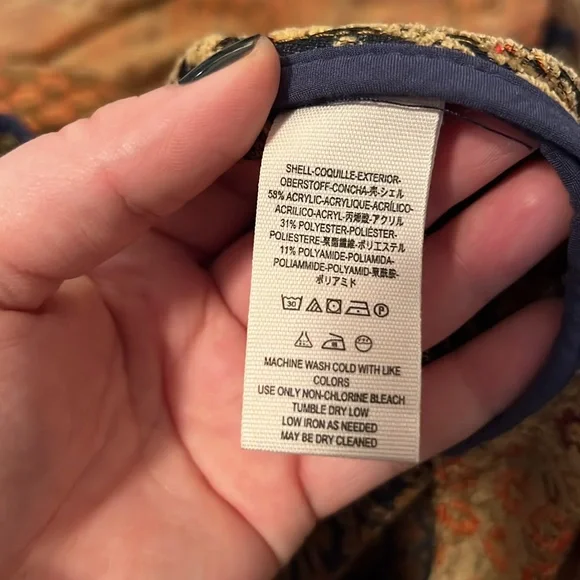 SHELL-COQUILLE-EXTERIOR-
OBERSTOFF-CONCHA-壳-シェル
58% ACRYLIC-ACRYLIQUE-ACRÍLICO-
ACRILICO-ACRYL-丙烯酸-アクリル
31% POLYESTER-POLIÉSTER-
POLIESTERE-聚酯纖維-ポリエステル
11% POLYAMIDE-POLIAMIDA-
POLIAMMIDE-POLYAMID-聚酰胺-
ポリアミド
30
P
MACHINE WASH COLD WITH LIKE
COLORS
USE ONLY NON-CHLORINE BLEACH
TUMBLE DRY LOW
LOW IRON AS NEEDED
MAY BE DRY CLEANED